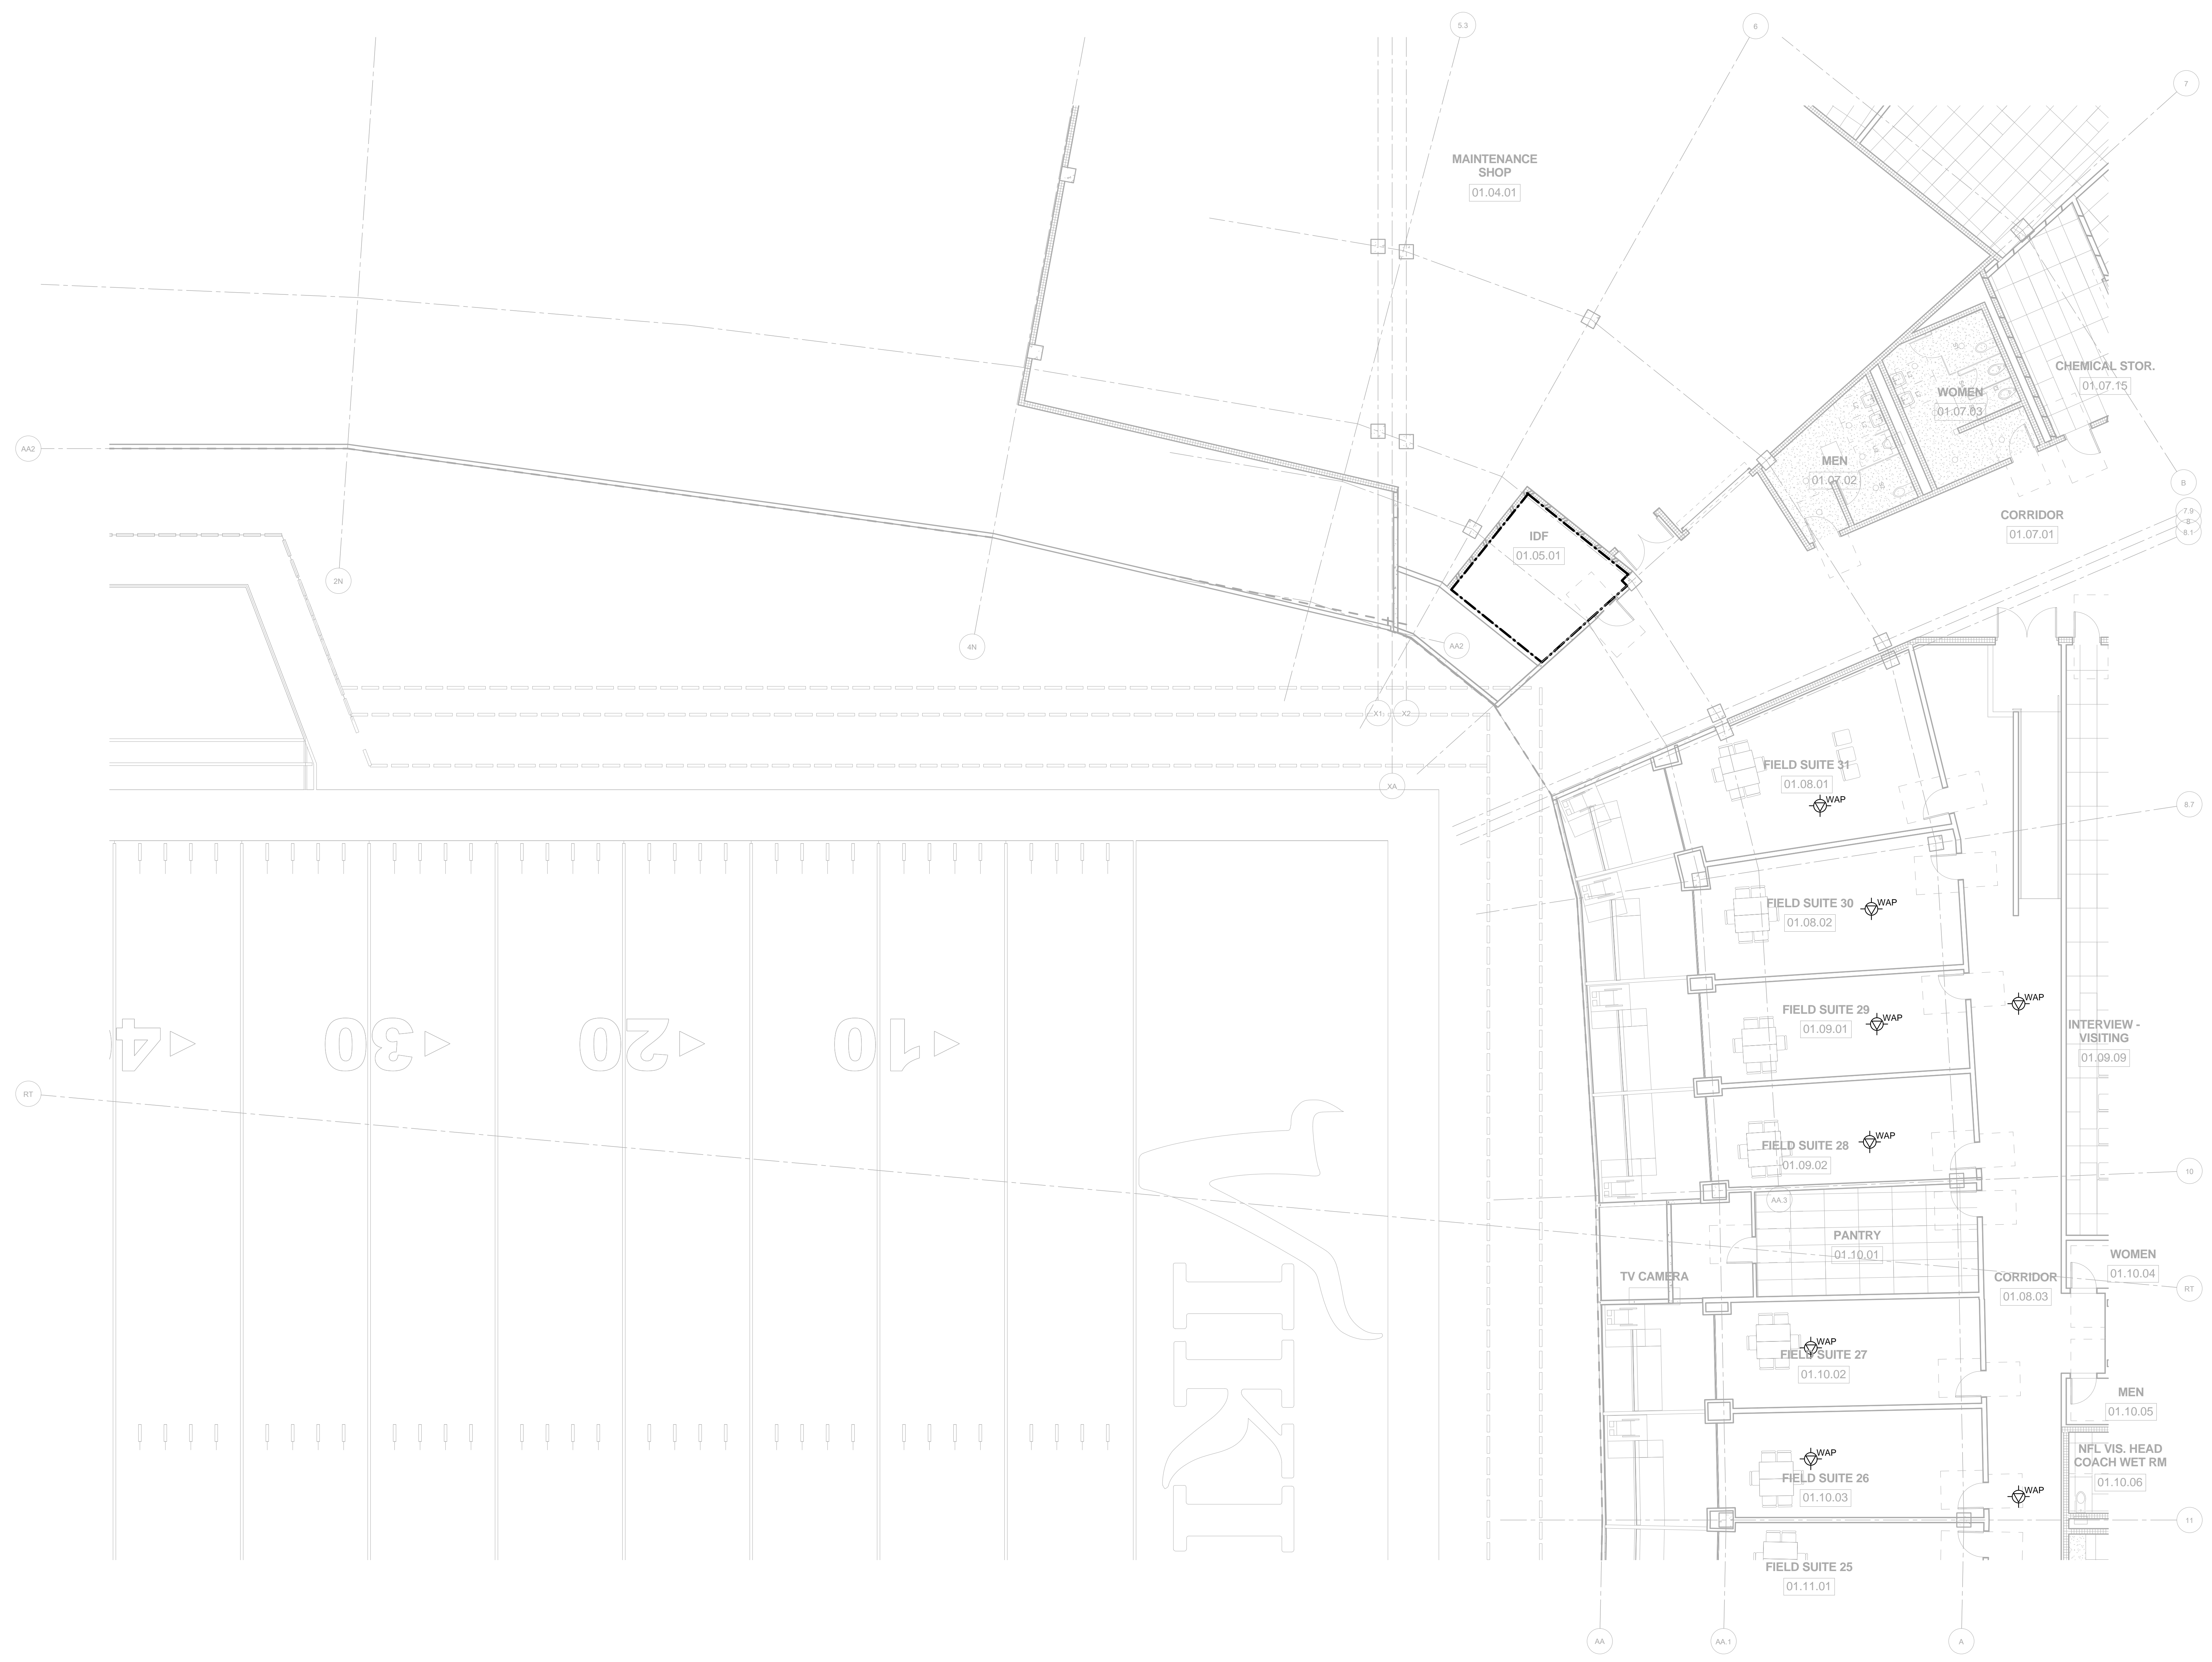 5.3
6
7
MAINTENANCE
SHOP
01.04.01
CHEMICAL STOR.
01.07.15
WOMEN
01.07.03
AA2
MEN
01.07.02
B
CORRIDOR
01.07.01
7.9
8
8.1
IDF
01.05.01
2N
4N
AA2
X1
X2
XA
FIELD SUITE 31
01.08.01
WAP
8.7
FIELD SUITE 30
01.08.02
WAP
FIELD SUITE 29
01.09.01
WAP
WAP
INTERVIEW -
VISITING
01.09.09
4
30
20
10
RT
FIELD SUITE 28
01.09.02
WAP
10
AA.3
PANTRY
01.10.01
TV CAMERA
CORRIDOR
01.08.03
WOMEN
01.10.04
RT
WAP
FIELD SUITE 27
01.10.02
MEN
01.10.05
WAP
FIELD SUITE 26
01.10.03
NFL VIS. HEAD
COACH WET RM
01.10.06
WAP
11
FIELD SUITE 25
01.11.01
AA
AA.1
A